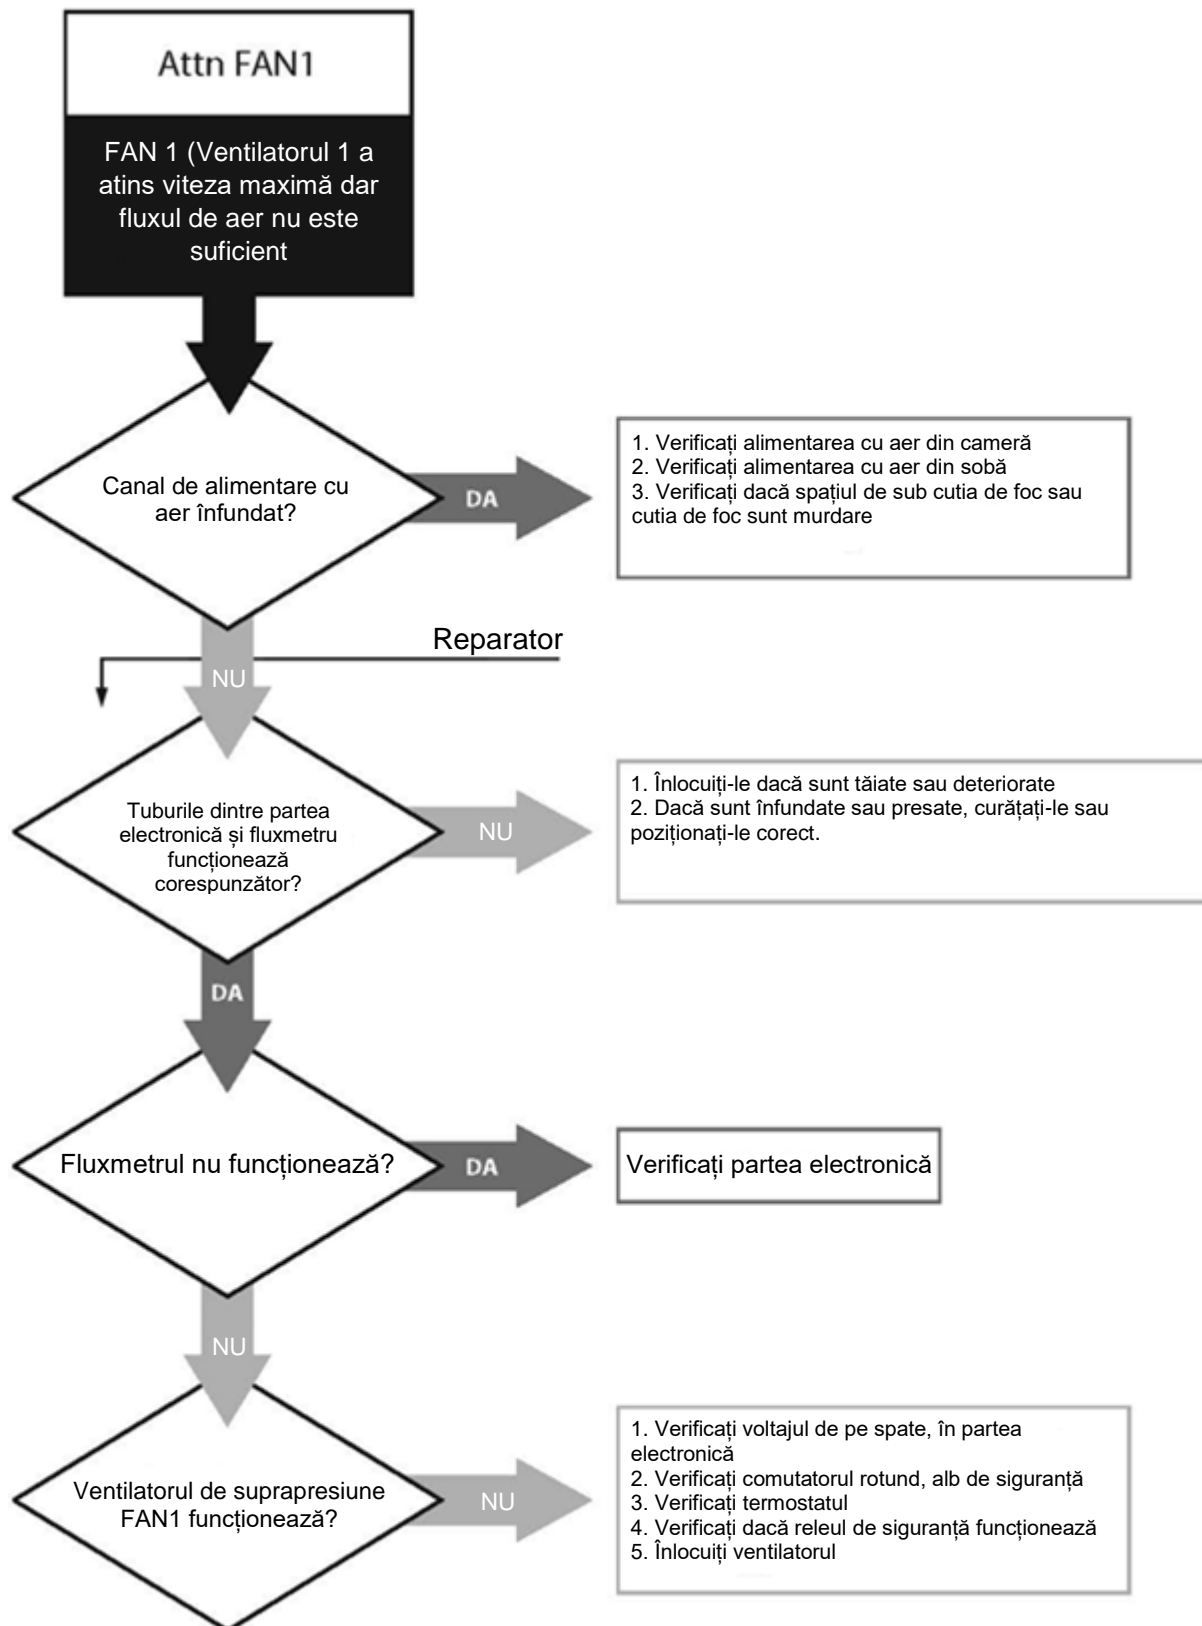 Attn FAN1
FAN 1 (Ventilatorul 1 a
atins viteza maximă dar
fluxul de aer nu este
suficient
Canal de alimentare cu
aer înfundat?
DA
1. Verificați alimentarea cu aer din cameră
2. Verificați alimentarea cu aer din sobă
3. Verificați dacă spațiul de sub cutia de foc sau
cutia de foc sunt murdare
Reparator
NU
Tuburile dintre partea
electronică și fluxmetru
funcționează
corespunzător?
NU
1. Înlocuiți-le dacă sunt tăiate sau deteriorate
2. Dacă sunt înfundate sau presate, curățați-le sau
poziționați-le corect.
DA
Fluxmetrul nu funcționează?
DA
Verificați partea electronică
NU
Ventilatorul de suprapresiune
FAN1 funcționează?
NU
1. Verificați voltajul de pe spate, în partea
electronică
2. Verificați comutatorul rotund, alb de siguranță
3. Verificați termostatul
4. Verificați dacă releul de siguranță funcționează
5. Înlocuiți ventilatorul